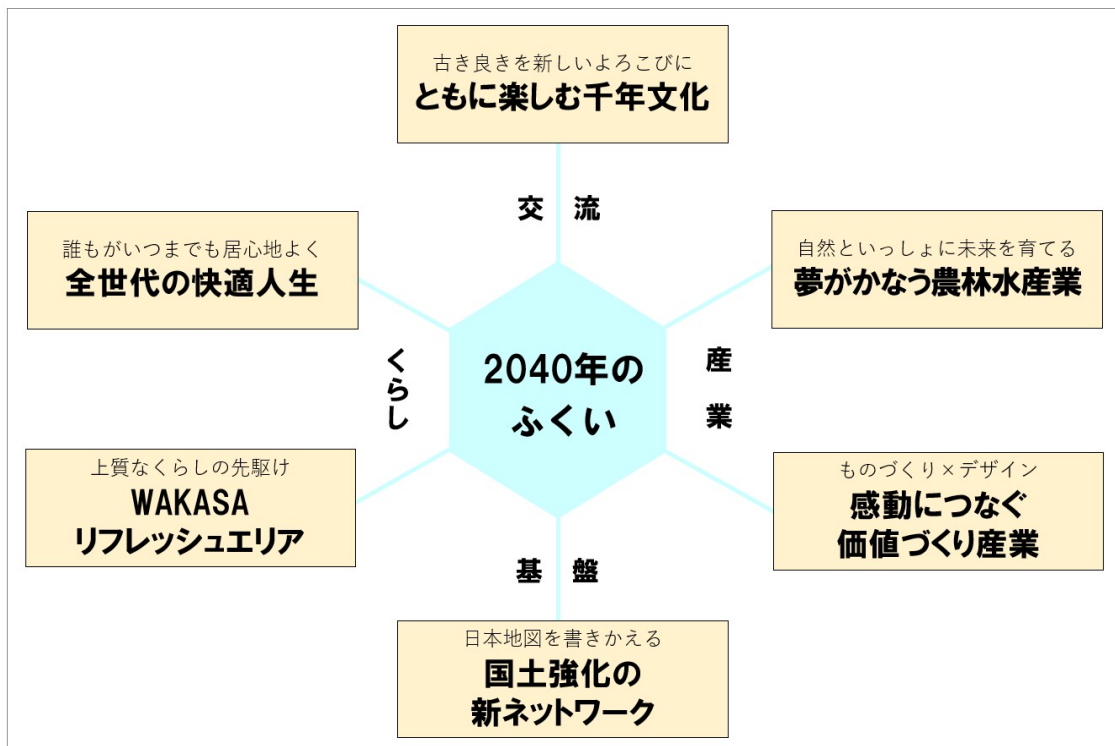 古き良きを新しいよろこびに
ともに楽しむ千年文化
交流
誰もがいつまでも居心地よく
全世代の快適人生
自然といっしょに未来を育てる
夢がかなう農林水産業
くらし
2040年の
ふくい
産業
上質なくらしの先駆け
WAKASA
リフレッシュエリア
ものづくり×デザイン
感動につなぐ
価値づくり産業
基盤
日本地図を書きかえる
国土強化の
新ネットワーク